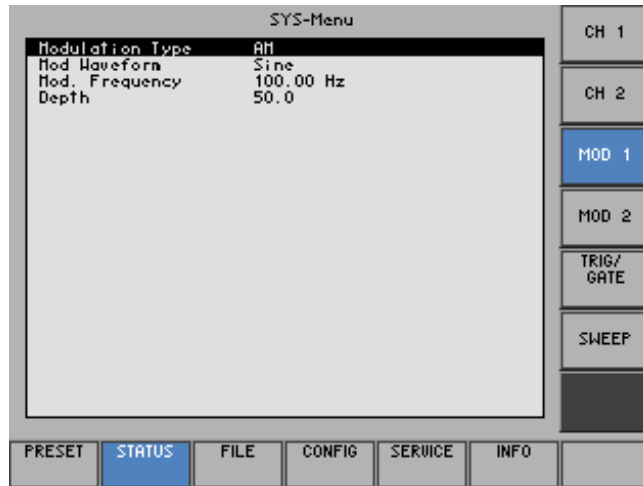 SYS-Menu
Modulation Type AM
Mod Waveform Sine
Mod. Frequency 100.00 Hz
Depth 50.0
CH 1
CH 2
MOD 1
MOD 2
TRIG/
GATE
SWEEP
PRESET STATUS FILE CONFIG SERVICE INFO